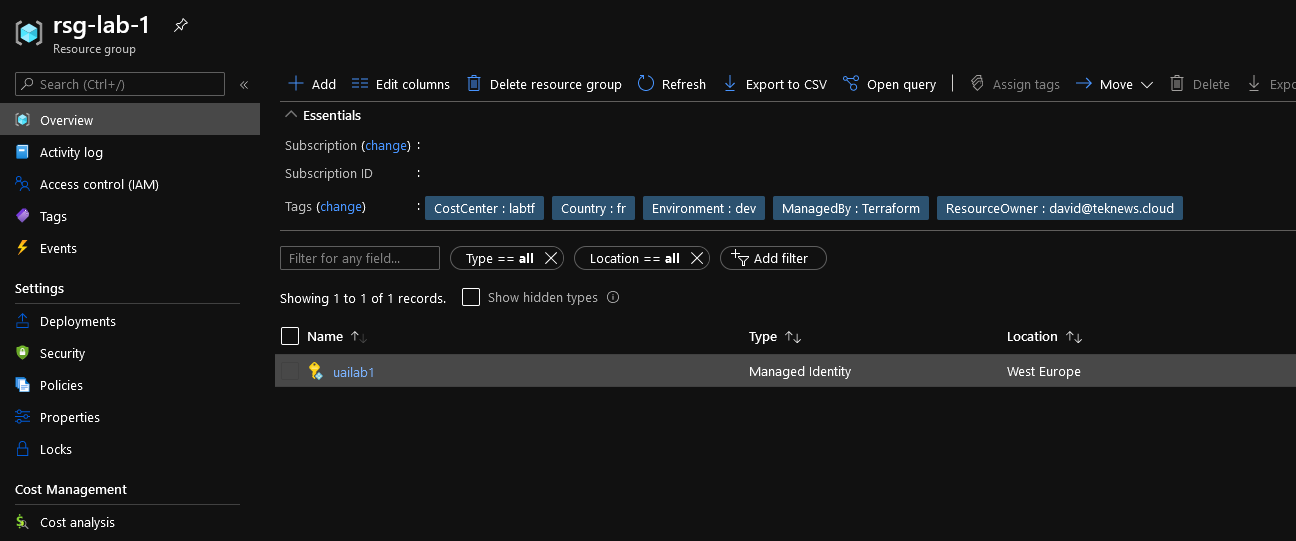 rsg-lab-1
Resource group
Search (Ctrl+/)
«
Add
Edit columns
Delete resource group
Refresh
Export to CSV
Open query
Assign tags
Move
Delete
Expo
Overview
Activity log
Access control (IAM)
Tags
Events
Settings
Deployments
Security
Policies
Properties
Locks
Cost Management
Cost analysis
Essentials
Subscription (change) :
Subscription ID :
Tags (change) : CostCenter : labtf Country : fr Environment : dev ManagedBy : Terraform ResourceOwner : david@teknews.cloud
Filter for any field... Type == all Location == all Add filter
Showing 1 to 1 of 1 records. Show hidden types
Name Type Location
uailab1 Managed Identity West Europe